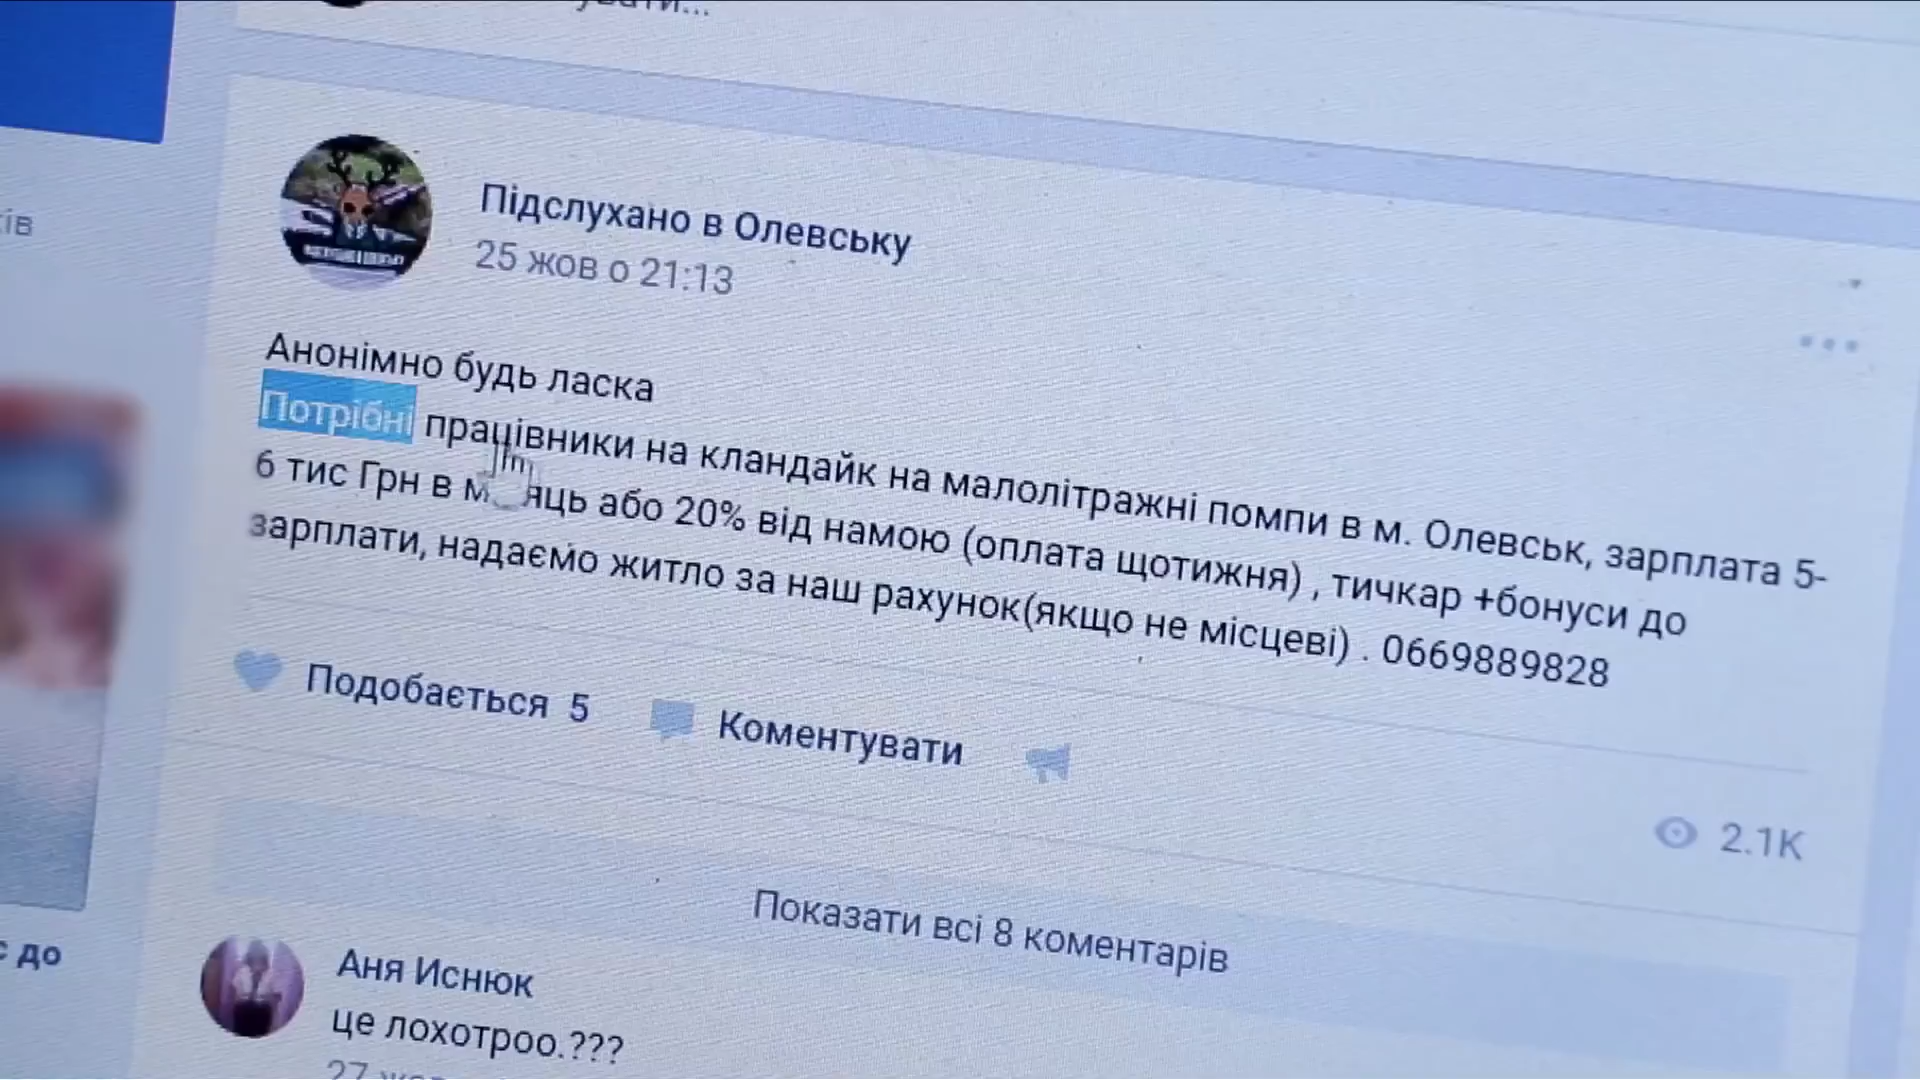 Підслухано в Олевську
25 жов о 21:13
Анонімно будь ласка
Потрібні працівники на кландайк на малолітражні помпи в м. Олевськ, зарплата 5-
6 тис Грн в місяць або 20% від намою (оплата щотижня) , тичкар +бонуси до
зарплати, надаємо житло за наш рахунок(якщо не місцеві) . 0669889828
Подобається 5
Коментувати
2.1K
Показати всі 8 коментарів
Аня Иснюк
це лохотроо.???
с до